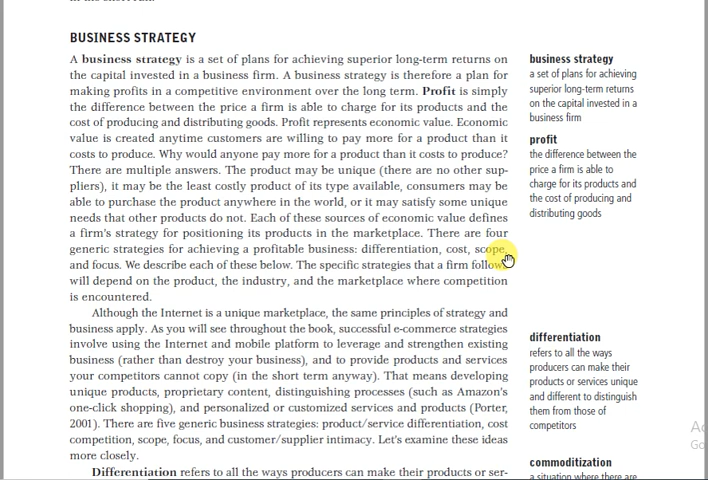 BUSINESS STRATEGY
A business strategy is a set of plans for achieving superior long-term returns on
the capital invested in a business firm. A business strategy is therefore a plan for
making profits in a competitive environment over the long term. Profit is simply
the difference between the price a firm is able to charge for its products and the
cost of producing and distributing goods. Profit represents economic value. Economic
value is created anytime customers are willing to pay more for a product than it
costs to produce. Why would anyone pay more for a product than it costs to produce?
There are multiple answers. The product may be unique (there are no other sup-
pliers), it may be the least costly product of its type available, consumers may be
able to purchase the product anywhere in the world, or it may satisfy some unique
needs that other products do not. Each of these sources of economic value defines
a firm's strategy for positioning its products in the marketplace. There are four
generic strategies for achieving a profitable business: differentiation, cost, scope,
and focus. We describe each of these below. The specific strategies that a firm follows
will depend on the product, the industry, and the marketplace where competition
is encountered.
Although the Internet is a unique marketplace, the same principles of strategy and
business apply. As you will see throughout the book, successful e-commerce strategies
involve using the Internet and mobile platform to leverage and strengthen existing
business (rather than destroy your business), and to provide products and services
your competitors cannot copy (in the short term anyway). That means developing
unique products, proprietary content, distinguishing processes (such as Amazon's
one-click shopping), and personalized or customized services and products (Porter,
2001). There are five generic business strategies: product/service differentiation, cost
competition, scope, focus, and customer/supplier intimacy. Let's examine these ideas
more closely.
Differentiation refers to all the ways producers can make their products or ser-
business strategy
a set of plans for achieving
superior long-term returns
on the capital invested in a
business firm
profit
the difference between the
price a firm is able to
charge for its products and
the cost of producing and
distributing goods
differentiation
refers to all the ways
producers can make their
products or services unique
and different to distinguish
them from those of
competitors
commoditization
a situation where there are